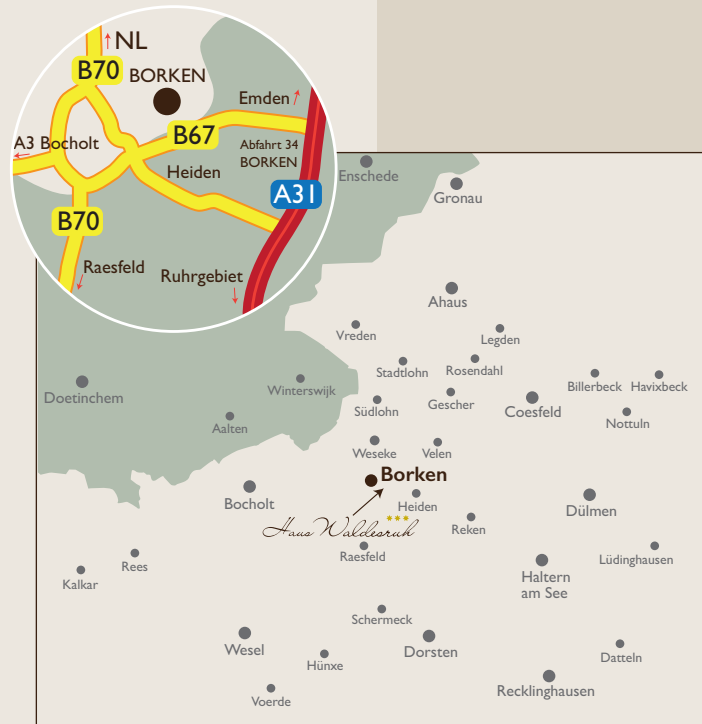 NL
B70
BORKEN
Emden
B67
A3 Bocholt
Abfahrt 34
BORKEN
Heiden
A31
B70
Raesfeld
Ruhrgebiet
Enschede
Gronau
Ahaus
Vreden
Legden
Stadtlohn
Rosendahl
Winterswijk
Billerbeck
Havixbeck
Doetinchem
Südlohn
Gescher
Coesfeld
Nottuln
Aalten
Weseke
Velen
Borken
Bocholt
Heiden
Dülmen
Haus Waldesruh ***
Reken
Raesfeld
Lüdinghausen
Rees
Kalkar
Haltern
am See
Schermeck
Wesel
Dorsten
Hünxe
Datteln
Voerde
Recklinghausen